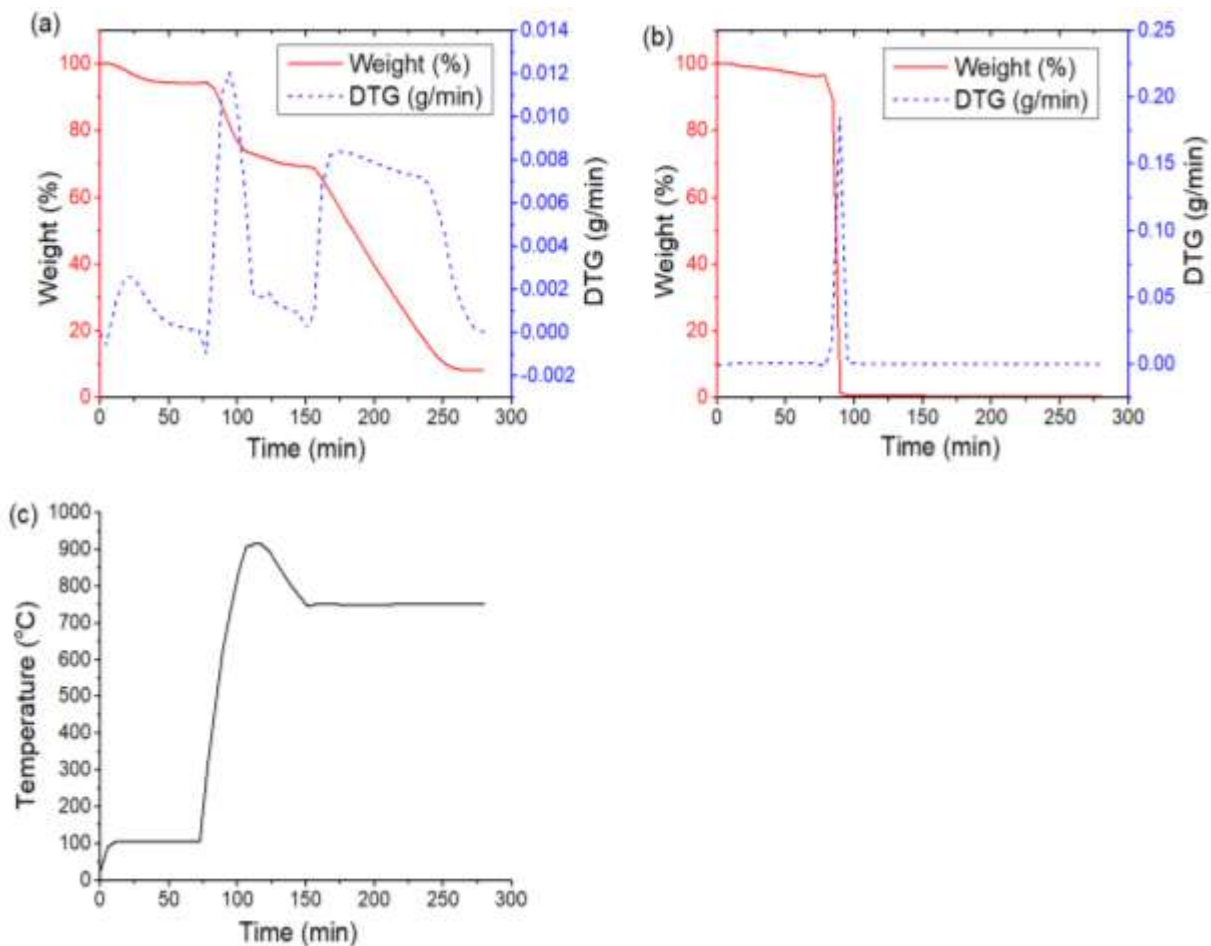 (a)
Weight (%)
DTG (g/min)
100
80
60
40
20
0
Weight (%)
0.014
0.012
0.010
0.008
0.006
0.004
0.002
0.000
-0.002
DTG (g/min)
0 50 100 150 200 250 300
Time (min)
(b)
Weight (%)
DTG (g/min)
100
80
60
40
20
0
Weight (%)
0.25
0.20
0.15
0.10
0.05
0.00
DTG (g/min)
0 50 100 150 200 250 300
Time (min)
(c)
1000
900
800
700
600
500
400
300
200
100
0
Temperature (°C)
0 50 100 150 200 250 300
Time (min)